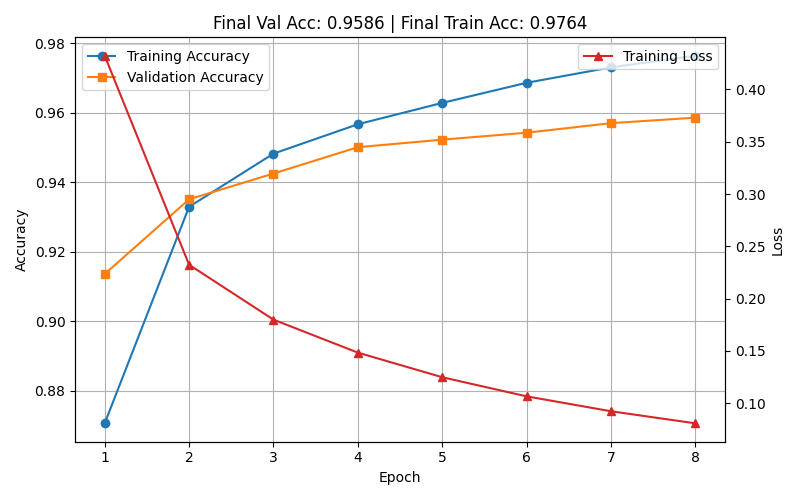 Final Val Acc: 0.9586 | Final Train Acc: 0.9764
Training Accuracy
Validation Accuracy
Training Loss
0.98
0.96
0.94
0.92
0.90
0.88
Accuracy
0.40
0.35
0.30
0.25
0.20
0.15
0.10
Loss
1 2 3 4 5 6 7 8
Epoch